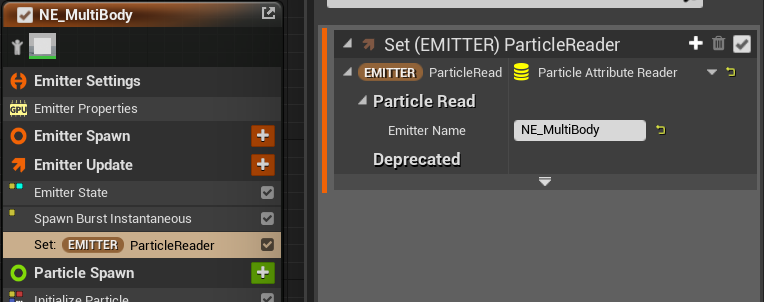 NE_MultiBody
Emitter Settings
GPU
Emitter Properties
Emitter Spawn
Emitter Update
Emitter State
Spawn Burst Instantaneous
Set: EMITTER ParticleReader
Particle Spawn
Initialize Particle
Set (EMITTER) ParticleReader
EMITTER ParticleRead Particle Attribute Reader
Particle Read
Emitter Name NE_MultiBody
Deprecated